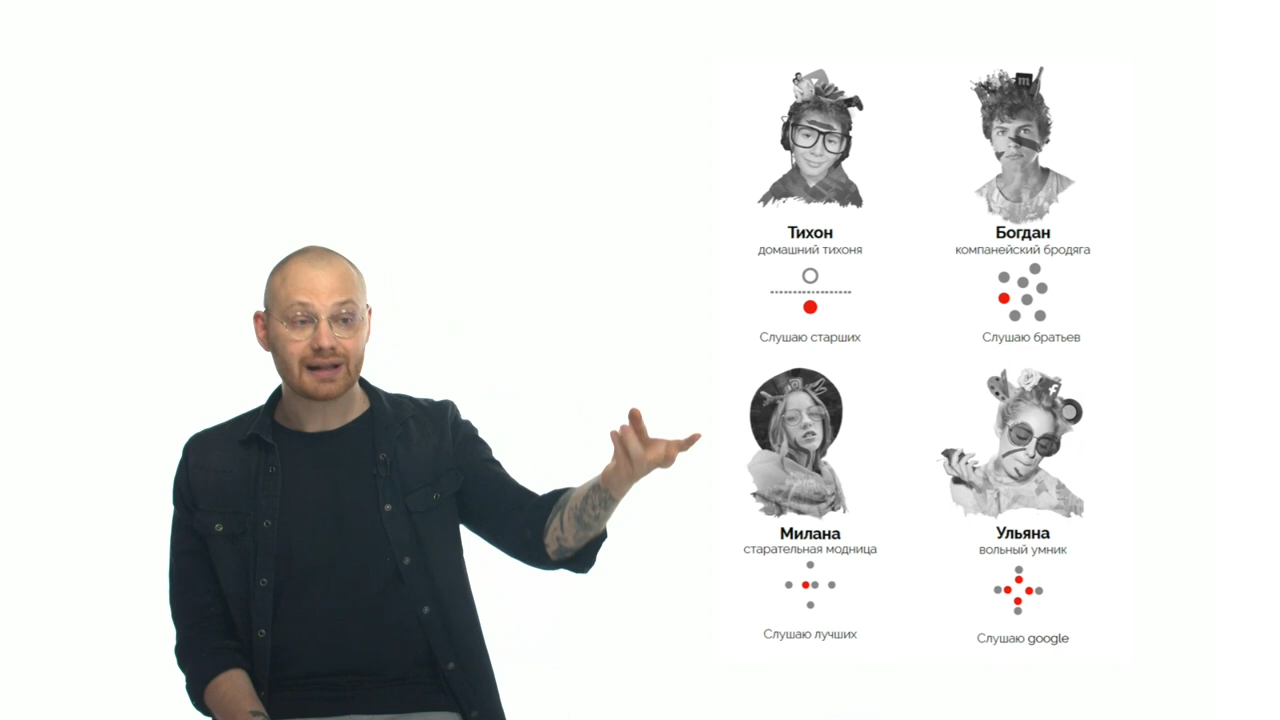 Тихон
домашний тихоня
Слушаю старших
Богдан
компанейский бродяга
Слушаю братьев
Милана
старательная модница
Слушаю лучших
Ульяна
вольный умник
Слушаю google